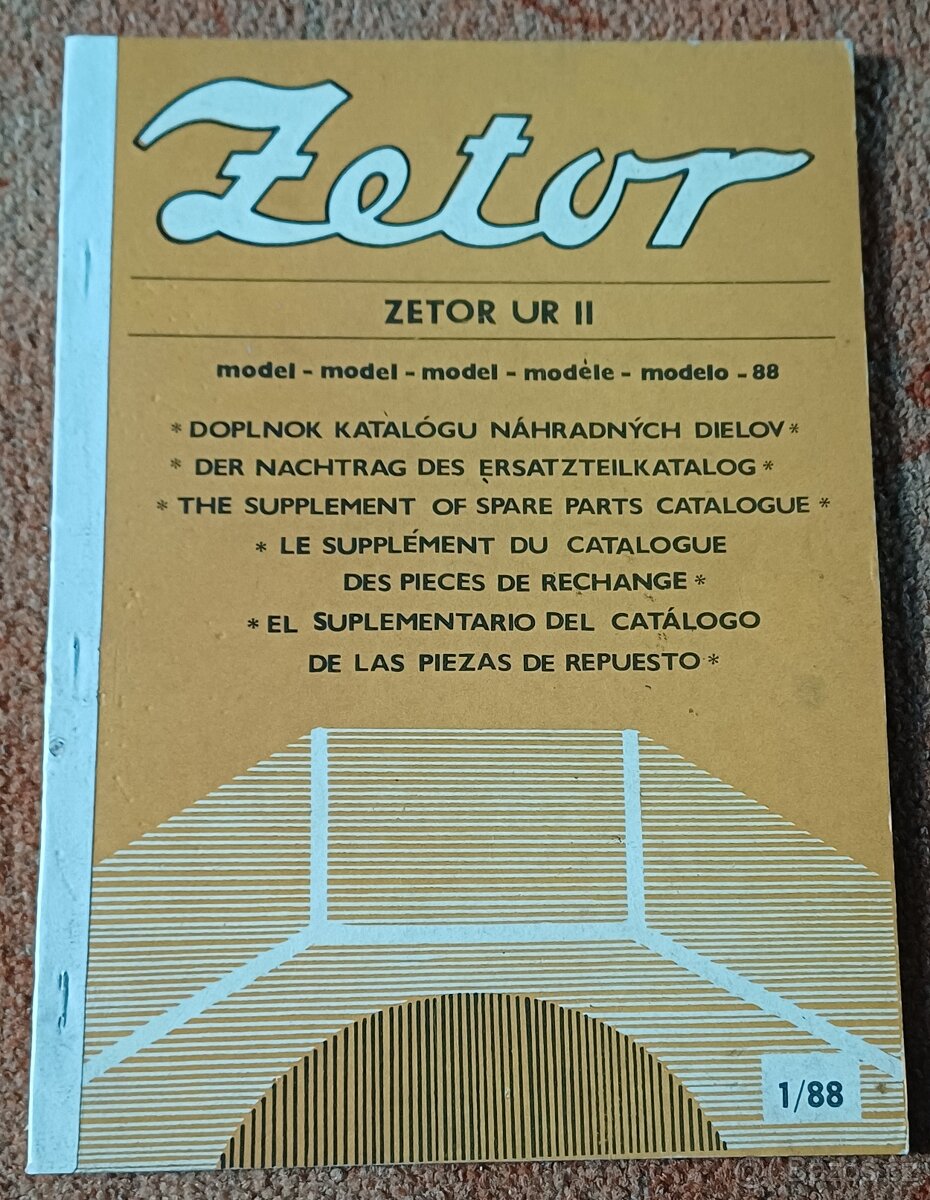 Zetor
ZETOR UR II
model - model - model - modèle - modelo - 88
* DOPLNOK KATALÓGU NÁHRADNÝCH DIELOV *
* DER NACHTRAG DES ERSATZTEILKATALOG *
* THE SUPPLEMENT OF SPARE PARTS CATALOGUE *
* LE SUPPLÉMENT DU CATALOGUE
DES PIECES DE RECHANGE *
* EL SUPLEMENTARIO DEL CATÁLOGO
DE LAS PIEZAS DE REPUESTO *
1/88